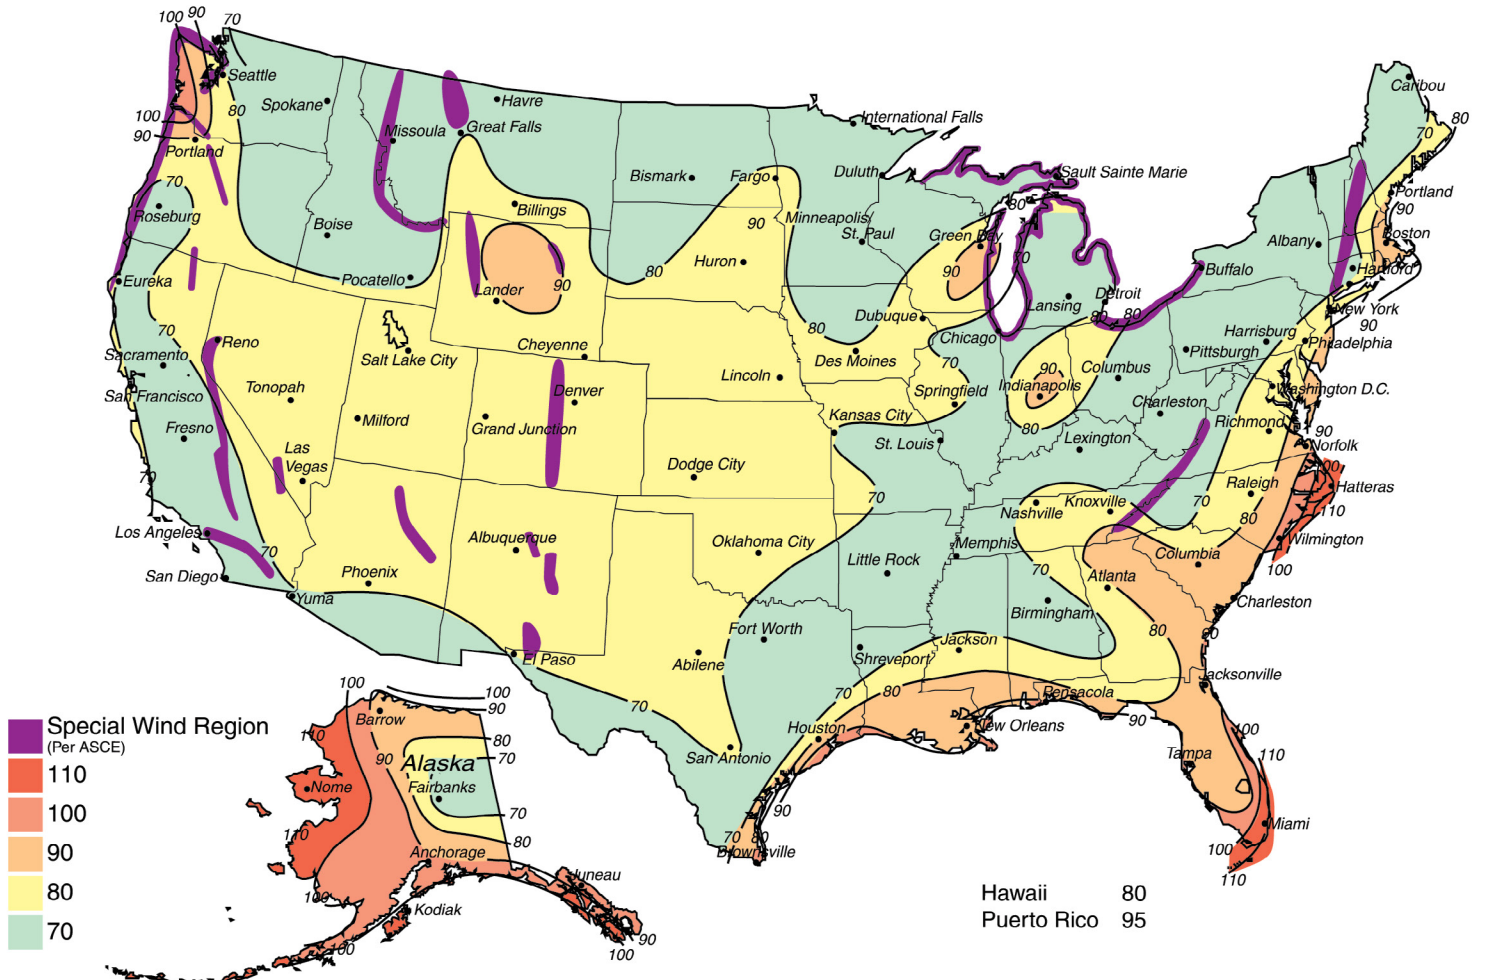 100 90 70
Seattle
Spokane
Havre
80
100
90
Missoula
Great Falls
Portland
International Falls
Caribou
80
70
Duluth
Sault Sainte Marie
70
Bismark
Fargo
Portland
Roseburg
Billings
80
90
Boise
90
Minneapolis/
St. Paul
Green Bay
Boston
Albany
Huron
70
Buffalo
Hartford
Eureka
Pocatello
80
90
Lander
90
Lansing
Detroit
New York
90
70
Reno
80
Dubuque
80 80
Harrisburg
Philadelphia
Sacramento
Salt Lake City
Cheyenne
Des Moines
Chicago
70
Pittsburgh
San Francisco
Tonopah
Denver
Lincoln
Springfield
90
Indianapolis
Columbus
Washington D.C.
Milford
Grand Junction
Kansas City
Charleston
Fresno
80
Richmond
90
Las
Vegas
St. Louis
Lexington
Norfolk
70
Dodge City
100
70
Knoxville
70
Raleigh
Hatteras
Nashville
80
110
Los Angeles
70
Albuquerque
Oklahoma City
Memphis
Columbia
Wilmington
San Diego
Phoenix
Little Rock
70
Atlanta
100
Yuma
Birmingham
Charleston
Fort Worth
80
90
El Paso
Abilene
Shreveport
Jackson
Jacksonville
100
100
90
70
70
80
Pensacola
90
Special Wind Region
(Per ASCE)
Barrow
110
Houston
New Orleans
100
80
70
90
Alaska
San Antonio
Tampa
110
110
Nome
Fairbanks
100
70
90
Miami
90
110
80
70 80
Brownsville
100
80
Anchorage
110
Juneau
Hawaii 80
100
Kodiak
Puerto Rico 95
70
100
90
100